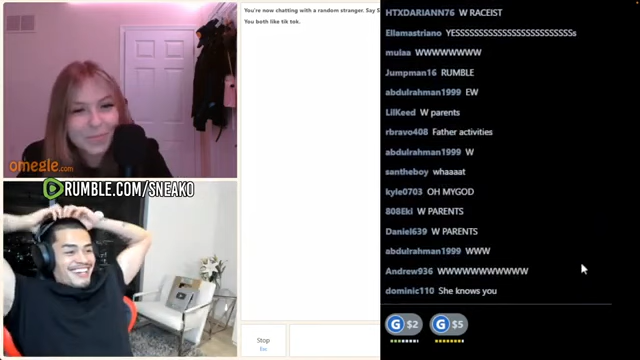 You're now chatting with a random stranger. Say
You both like tik tok.
omegle.com
RUMBLE.COM/SNEAKO
Stop
Esc
HTXDARIANN76 W RACEIST
Ellamastriano YESSSSSSSSSSSSSSSSSSSSSSSSSSs
mulaa WWWWWWWW
Jumpman16 RUMBLE
abdulrahman1999 EW
LilKeed W parents
rbravo408 Father activities
abdulrahman1999 W
santheboy whaaaat
kyle0703 OH MYGOD
808Eki W PARENTS
Daniel639 W PARENTS
abdulrahman1999 WWW
Andrew936 WWWWWWWWWWWW
dominic110 She knows you
G $2
G $5